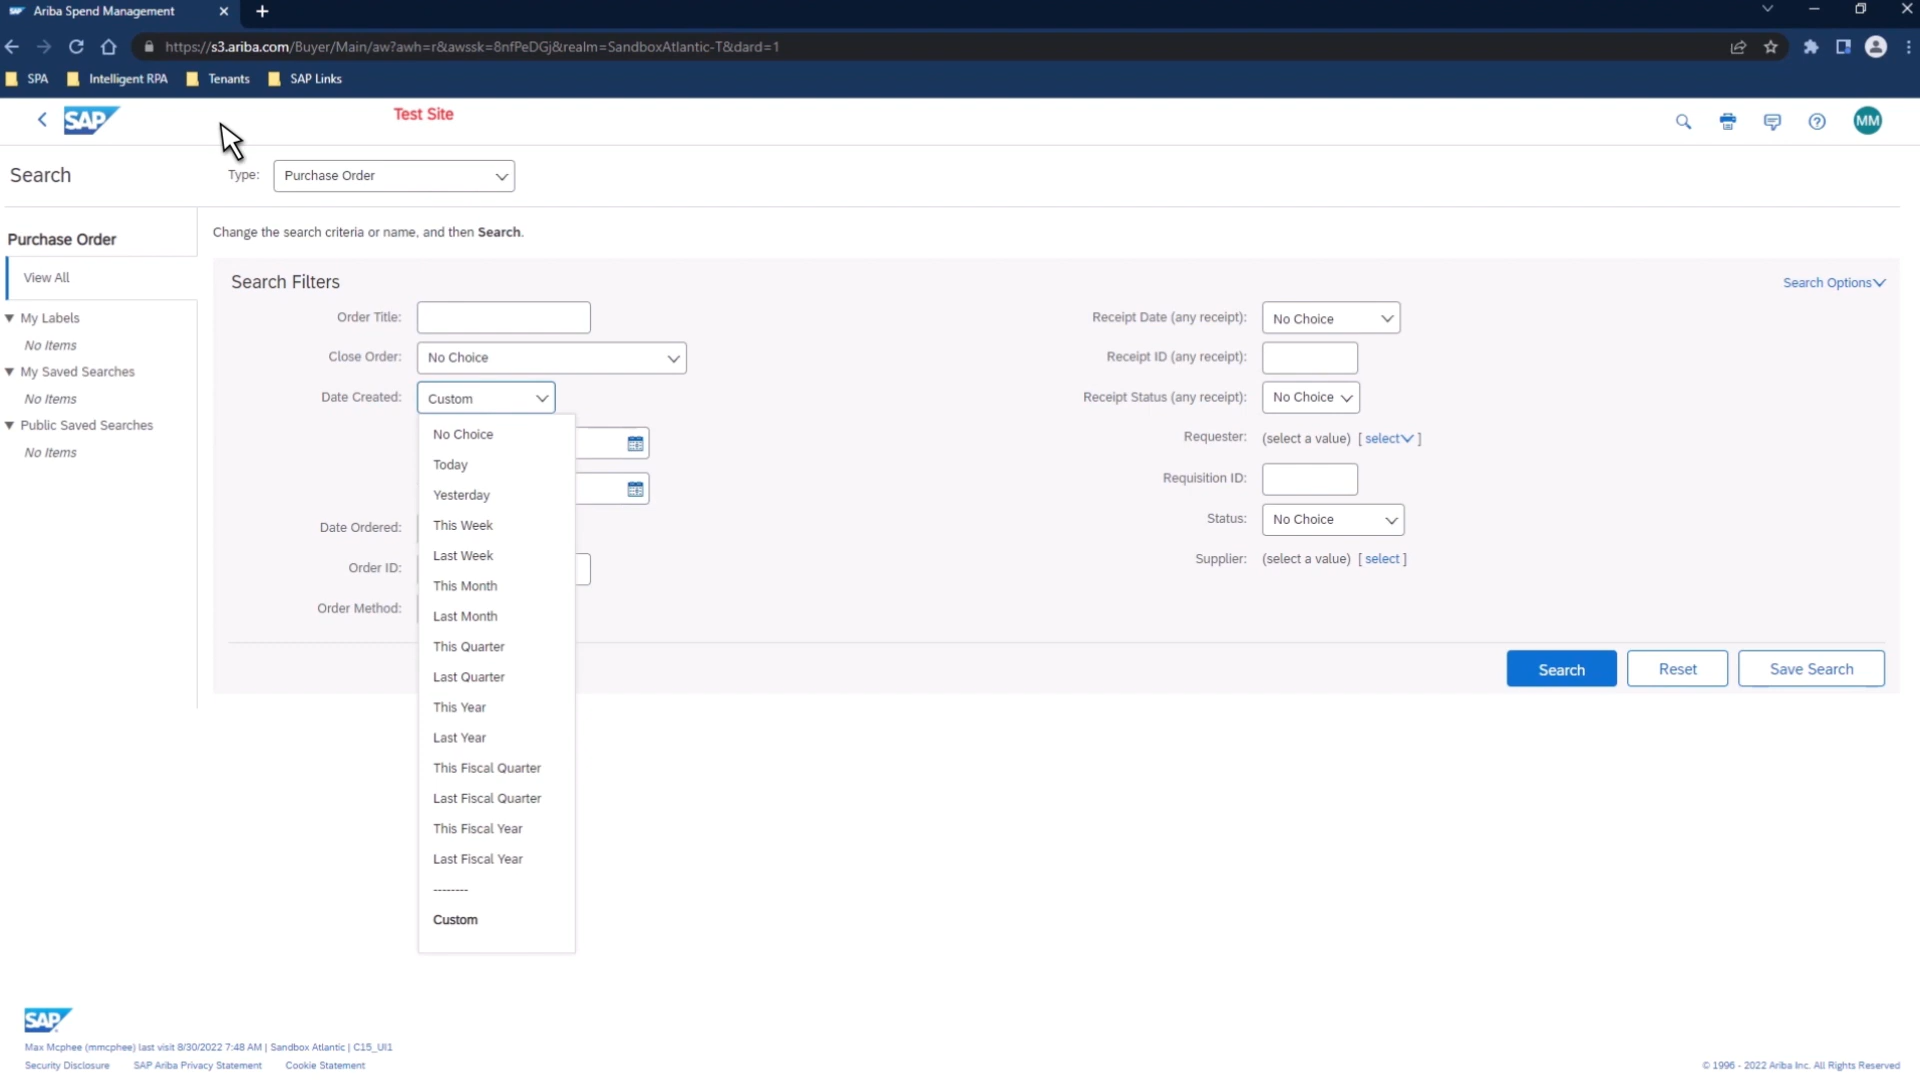 Ariba Spend Management
https://s3.ariba.com/Buyer/Main/aw?awh=r&awssk=8nfPeDGj&realm=SandboxAtlantic-T&dard=1
SPA
Intelligent RPA
Tenants
SAP Links
SAP
Test Site
MM
Search
Type:
Purchase Order
Purchase Order
View All
My Labels
No Items
My Saved Searches
No Items
Public Saved Searches
No Items
Change the search criteria or name, and then Search.
Search Filters
Search Options
Order Title:
Close Order:
No Choice
Date Created:
Custom
No Choice
Today
Yesterday
This Week
Last Week
This Month
Last Month
This Quarter
Last Quarter
This Year
Last Year
This Fiscal Quarter
Last Fiscal Quarter
This Fiscal Year
Last Fiscal Year
--------
Custom
Date Ordered:
Order ID:
Order Method:
Receipt Date (any receipt):
No Choice
Receipt ID (any receipt):
Receipt Status (any receipt):
No Choice
Requester:
(select a value) [ select ]
Requisition ID:
Status:
No Choice
Supplier:
(select a value) [ select ]
Search
Reset
Save Search
SAP
Max Mcphee (mmcphee) last visit 8/30/2022 7:48 AM | Sandbox Atlantic | C15_UI1
Security Disclosure
SAP Ariba Privacy Statement
Cookie Statement
© 1996 - 2022 Ariba Inc. All Rights Reserved